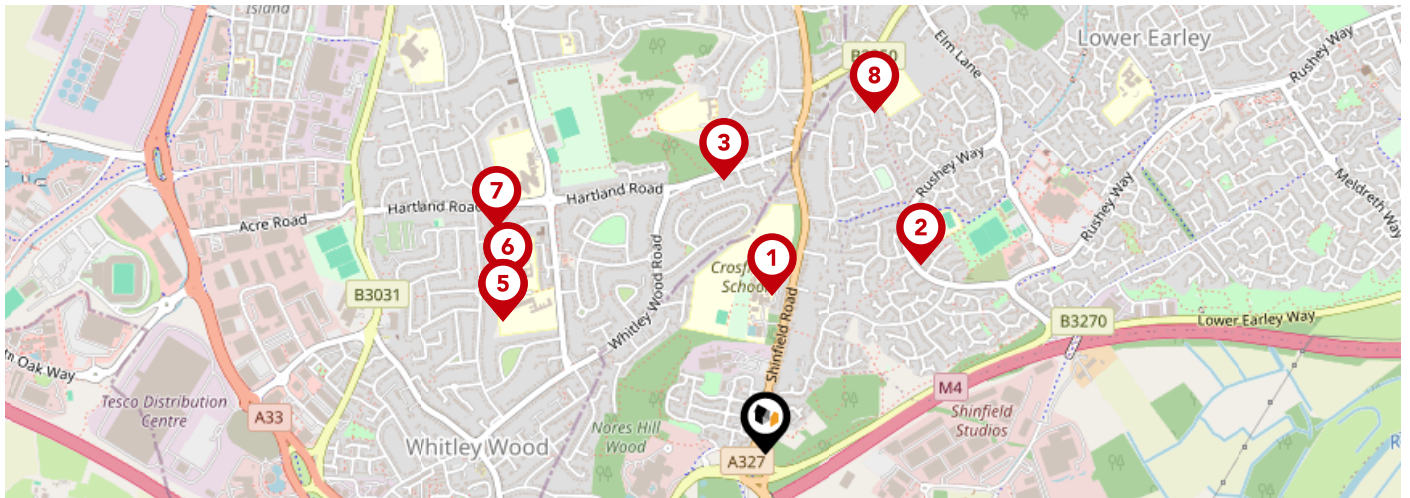 Island
Lower Earley
Elm Lane
Rushey Way
8
3
Rushey Way
7
Hartland Road
Meldreth Way
Hartland Road
Acre Road
Rushey Way
2
6
1
5
School
Whitley Wood Road
B3031
Shinfield Road
B3270
Lower Earley Way
Oak Way
M4
Tesco Distribution
Centre
A33
Shinfield
Studios
Nores Hill
Wood
Whitley Wood
A327